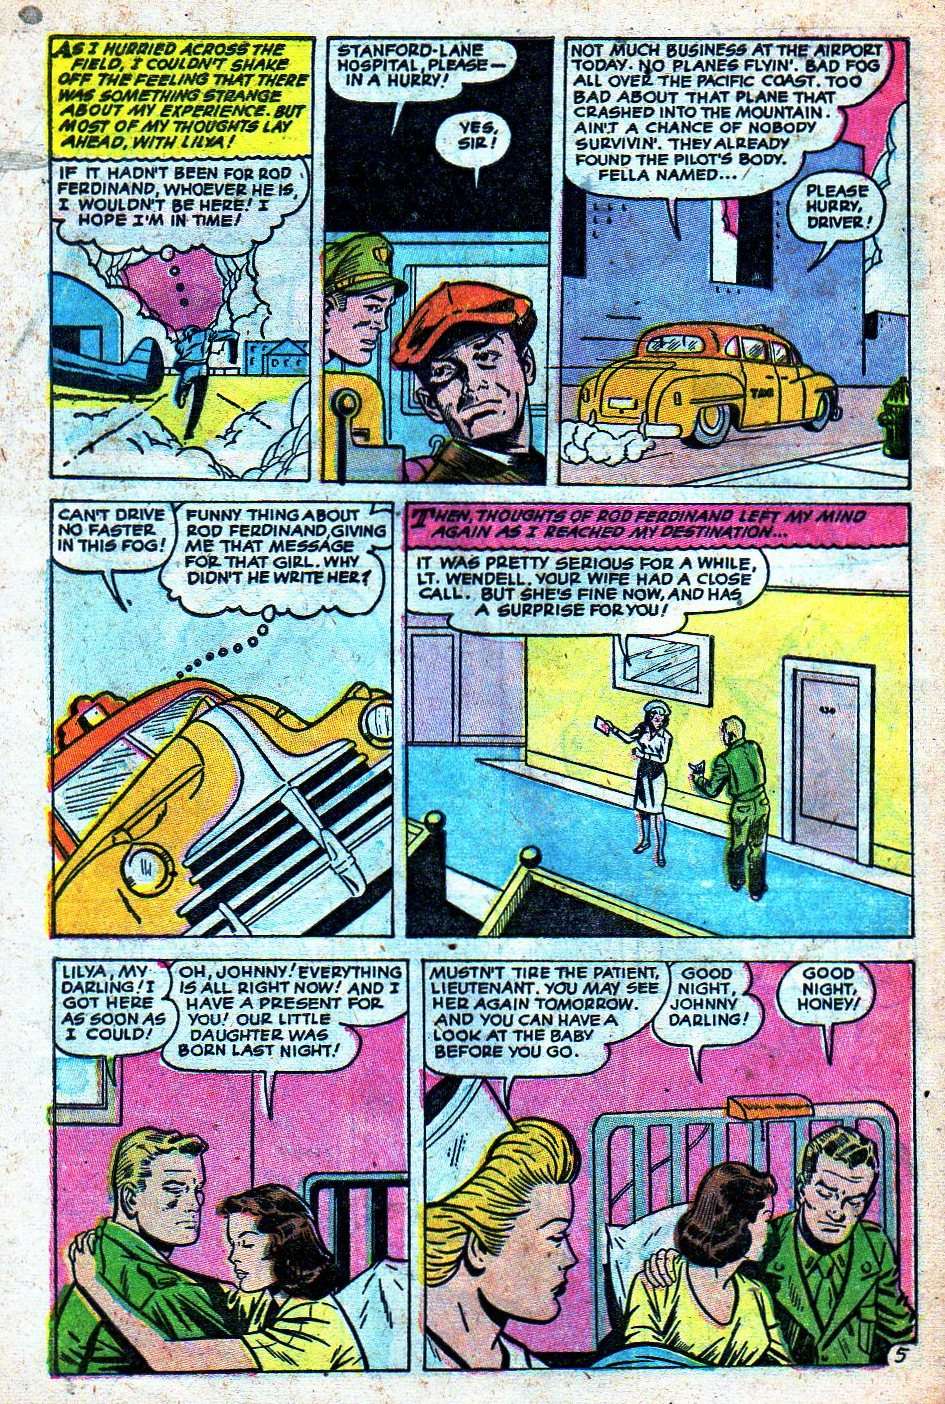 AS I HURRIED ACROSS THE
FIELD, I COULDN'T SHAKE
OFF THE FEELING THAT THERE
WAS SOMETHING STRANGE
ABOUT MY EXPERIENCE. BUT
MOST OF MY THOUGHTS LAY
AHEAD, WITH LILYA!
IF IT HADN'T BEEN FOR ROD
FERDINAND, WHOEVER HE IS,
I WOULDN'T BE HERE! I
HOPE I'M IN TIME!
STANFORD-LANE
HOSPITAL, PLEASE—
IN A HURRY!
YES,
SIR!
NOT MUCH BUSINESS AT THE AIRPORT
TODAY. NO PLANES FLYIN'. BAD FOG
ALL OVER THE PACIFIC COAST. TOO
BAD ABOUT THAT PLANE THAT
CRASHED INTO THE MOUNTAIN.
AIN'T A CHANCE OF NOBODY
SURVIVIN'. THEY ALREADY
FOUND THE PILOT'S BODY.
FELLA NAMED...
PLEASE
HURRY,
DRIVER!
TAXI
CAN'T DRIVE
NO FASTER
IN THIS FOG!
FUNNY THING ABOUT
ROD FERDINAND, GIVING
ME THAT MESSAGE
FOR THAT GIRL. WHY
DIDN'T HE WRITE HER?
THEN, THOUGHTS OF ROD FERDINAND LEFT MY MIND
AGAIN AS I REACHED MY DESTINATION...
IT WAS PRETTY SERIOUS FOR A WHILE,
LT. WENDELL. YOUR WIFE HAD A CLOSE
CALL. BUT SHE'S FINE NOW, AND HAS
A SURPRISE FOR YOU!
430
LILYA, MY
DARLING! I
GOT HERE
AS SOON AS
I COULD!
OH, JOHNNY! EVERYTHING
IS ALL RIGHT NOW! AND I
HAVE A PRESENT FOR
YOU! OUR LITTLE
DAUGHTER WAS
BORN LAST NIGHT!
MUSTN'T TIRE THE PATIENT,
LIEUTENANT. YOU MAY SEE
HER AGAIN TOMORROW.
AND YOU CAN HAVE A
LOOK AT THE BABY
BEFORE YOU GO.
GOOD
NIGHT,
JOHNNY
DARLING!
GOOD
NIGHT,
HONEY!
5